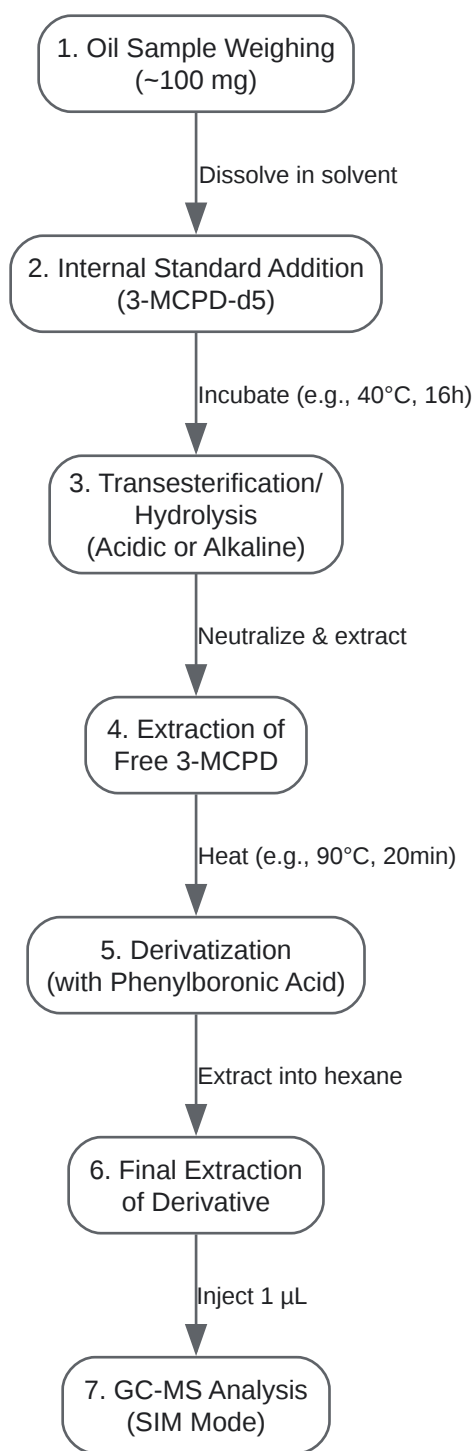 1. Oil Sample Weighing
(~100 mg)
Dissolve in solvent
2. Internal Standard Addition
(3-MCPD-d5)
Incubate (e.g., 40°C, 16h)
3. Transesterification/
Hydrolysis
(Acidic or Alkaline)
Neutralize & extract
4. Extraction of
Free 3-MCPD
Heat (e.g., 90°C, 20min)
5. Derivatization
(with Phenylboronic Acid)
Extract into hexane
6. Final Extraction
of Derivative
Inject 1 µL
7. GC-MS Analysis
(SIM Mode)